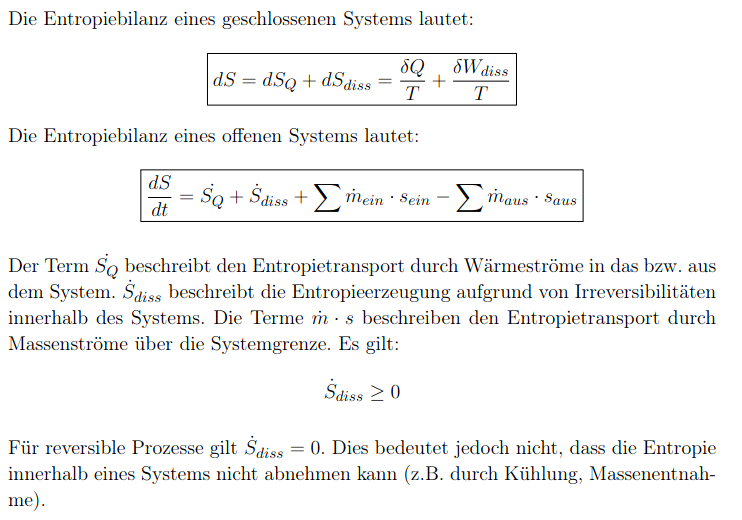 Die Entropiebilanz eines geschlossenen Systems lautet:
dS = dS_Q + dS_{diss} = \frac{\delta Q}{T} + \frac{\delta W_{diss}}{T}
Die Entropiebilanz eines offenen Systems lautet:
\frac{dS}{dt} = \dot{S_Q} + \dot{S}_{diss} + \sum \dot{m}_{ein} \cdot s_{ein} - \sum \dot{m}_{aus} \cdot s_{aus}
Der Term \dot{S_Q} beschreibt den Entropietransport durch Wärmeströme in das bzw. aus
dem System. \dot{S}_{diss} beschreibt die Entropieerzeugung aufgrund von Irreversibilitäten
innerhalb des Systems. Die Terme \dot{m} \cdot s beschreiben den Entropietransport durch
Massenströme über die Systemgrenze. Es gilt:
\dot{S}_{diss} \geq 0
Für reversible Prozesse gilt \dot{S}_{diss} = 0. Dies bedeutet jedoch nicht, dass die Entropie
innerhalb eines Systems nicht abnehmen kann (z.B. durch Kühlung, Massenentnah-
me).